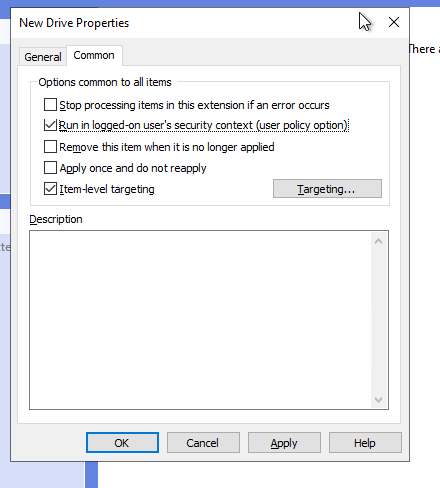 New Drive Properties
General
Common
There a
Options common to all items
Stop processing items in this extension if an error occurs
Run in logged-on user's security context (user policy option)
Remove this item when it is no longer applied
Apply once and do not reapply
Item-level targeting
Targeting...
Description
OK
Cancel
Apply
Help